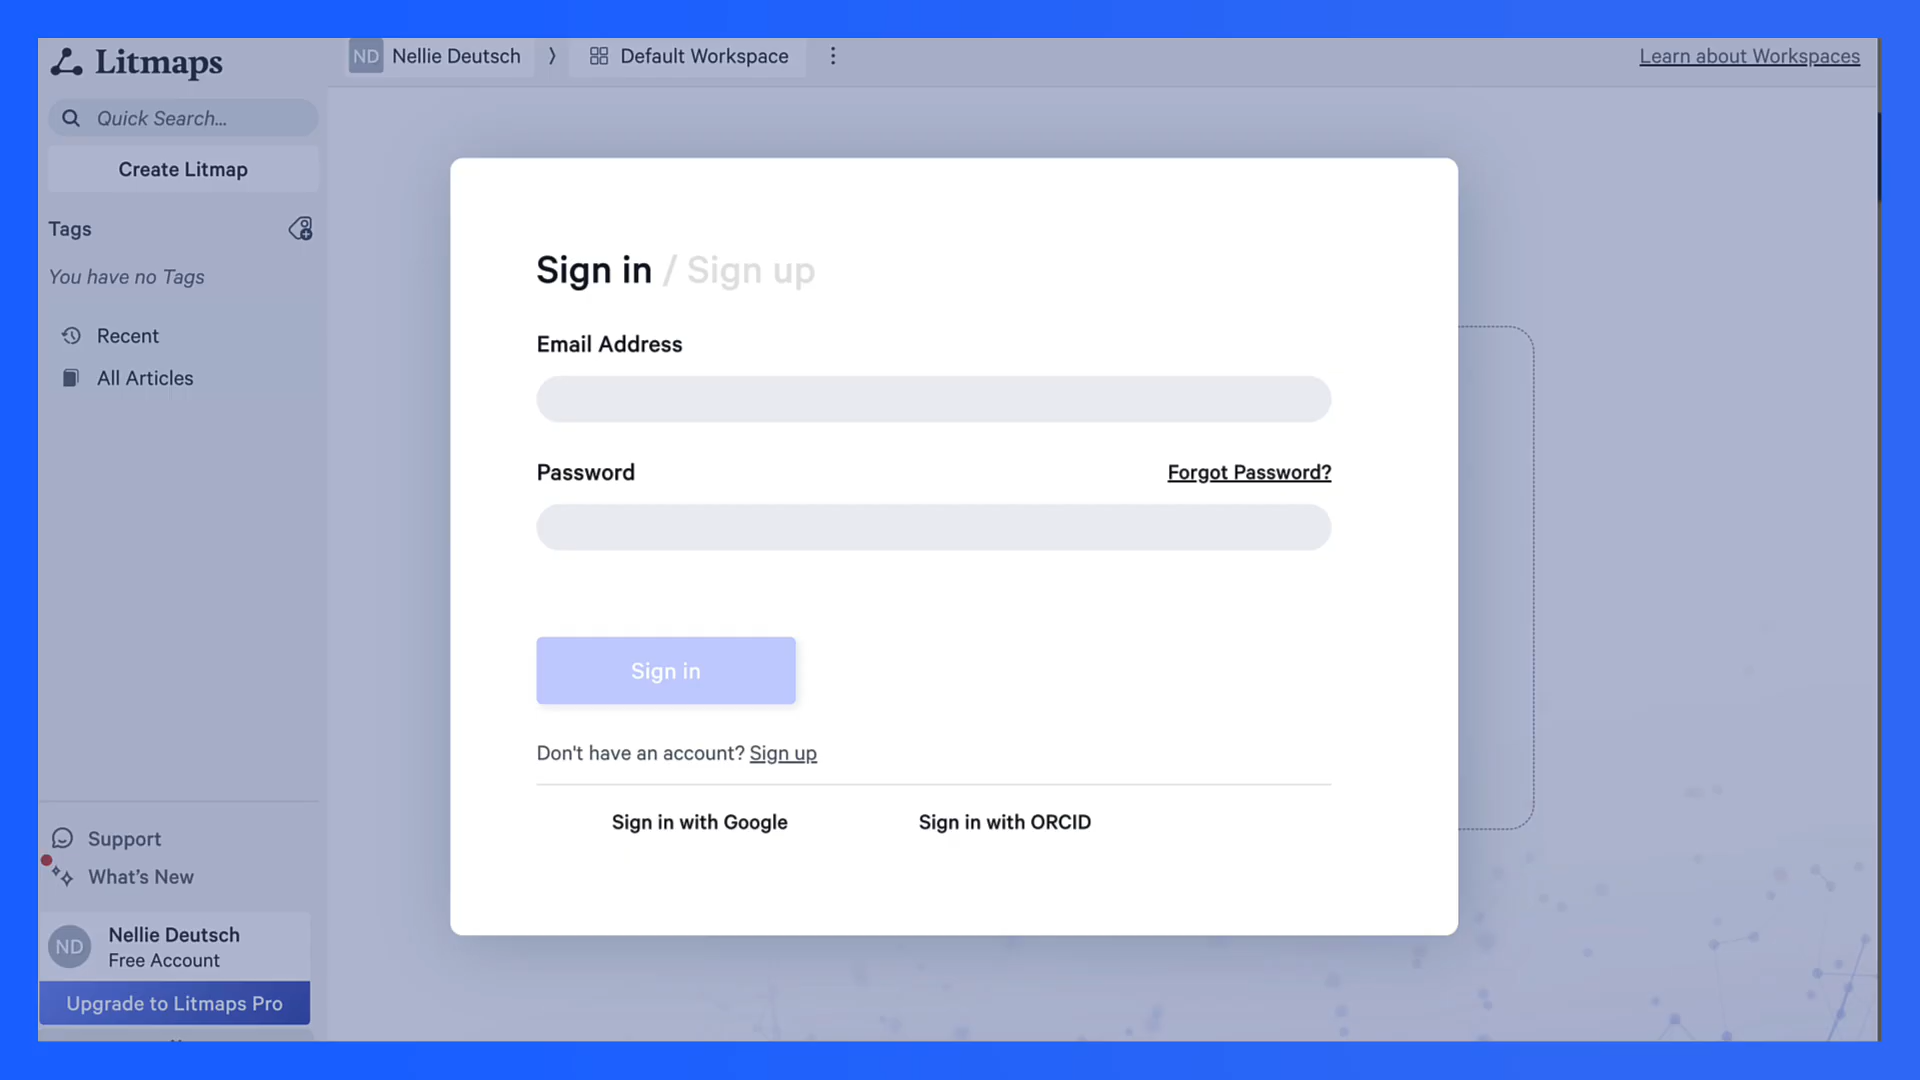 Litmaps
Quick Search...
Create Litmap
Tags
You have no Tags
Recent
All Articles
Support
What's New
ND
Nellie Deutsch
Free Account
Upgrade to Litmaps Pro
ND Nellie Deutsch 〉 Default Workspace
Learn about Workspaces
Sign in / Sign up
Email Address
Password Forgot Password?
Sign in
Don't have an account? Sign up
Sign in with Google Sign in with ORCID